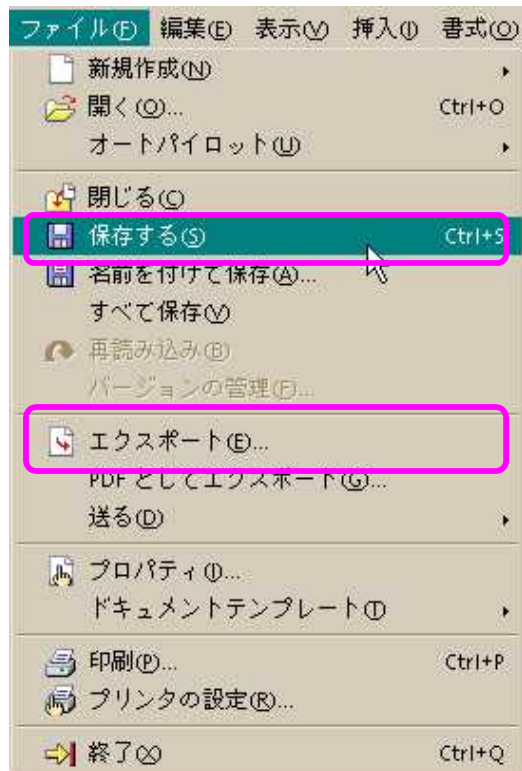 ファイル(F) 編集(E) 表示(V) 挿入(I) 書式(O)
新規作成(N)
開く(O)... Ctrl+O
オートパイロット(U)
閉じる(C)
保存する(S) Ctrl+S
名前を付けて保存(A)...
すべて保存(V)
再読み込み(B)
バージョンの管理(F)...
エクスポート(E)...
PDF としてエクスポート(G)...
送る(D)
プロパティ(I)...
ドキュメントテンプレート(T)
印刷(P)... Ctrl+P
プリンタの設定(R)...
終了(X) Ctrl+Q